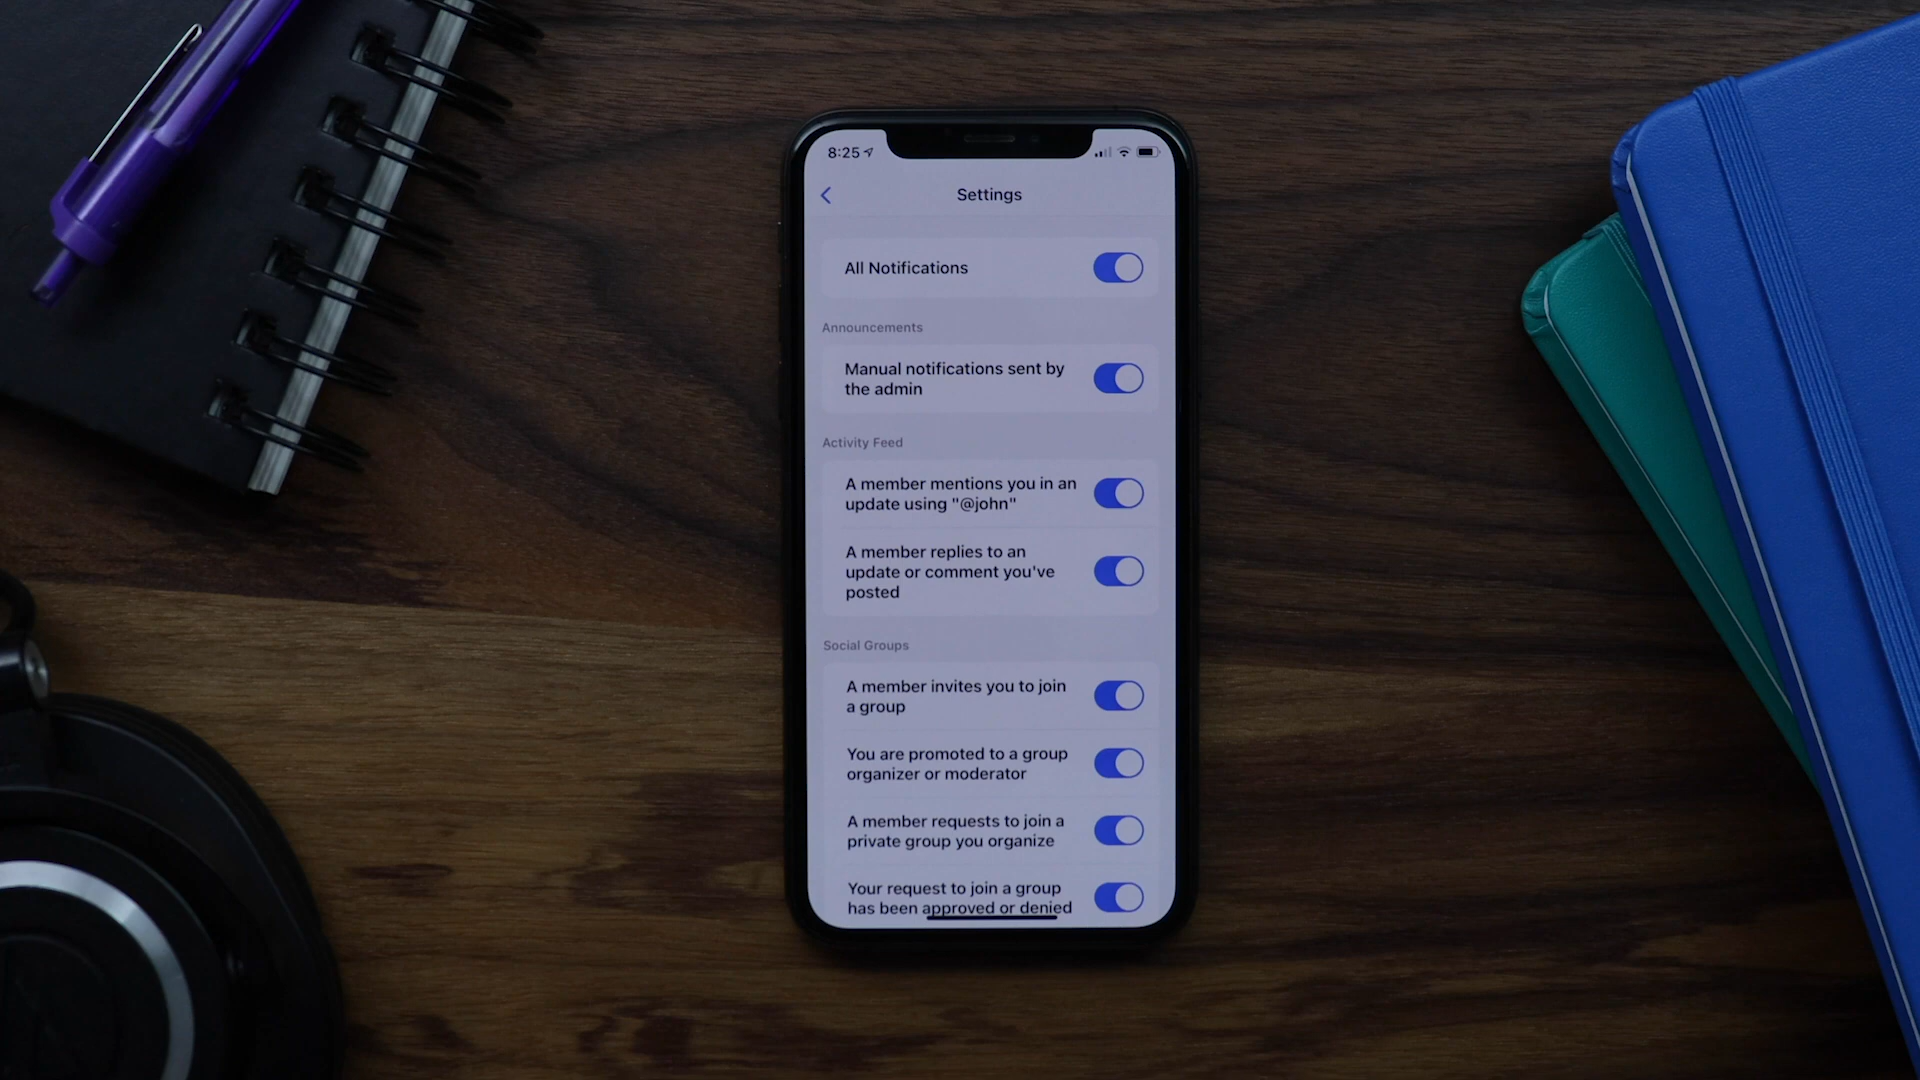 8:25
Settings
All Notifications
Announcements
Manual notifications sent by
the admin
Activity Feed
A member mentions you in an
update using "@john"
A member replies to an
update or comment you've
posted
Social Groups
A member invites you to join
a group
You are promoted to a group
organizer or moderator
A member requests to join a
private group you organize
Your request to join a group
has been approved or denied